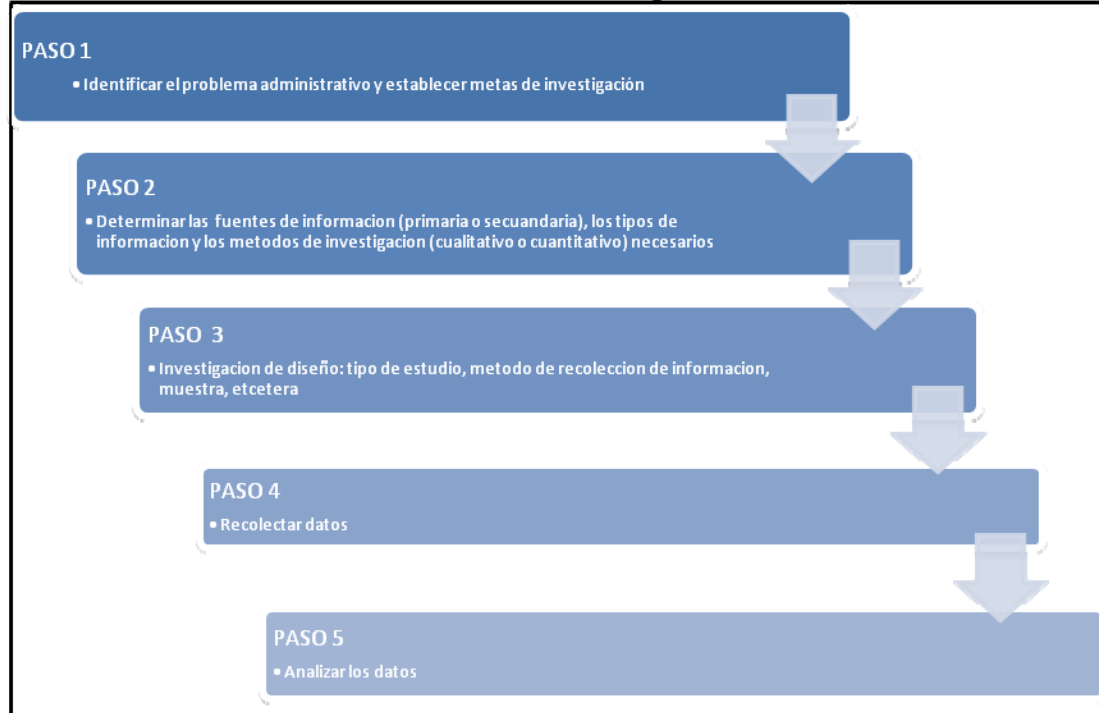 PASO 1
• Identificar el problema administrativo y establecer metas de investigación
PASO 2
• Determinar las fuentes de informacion (primaria o secuandaria), los tipos de
informacion y los metodos de investigacion (cualitativo o cuantitativo) necesarios
PASO 3
• Investigacion de diseño: tipo de estudio, metodo de recoleccion de informacion,
muestra, etcetera
PASO 4
• Recolectar datos
PASO 5
• Analizar los datos